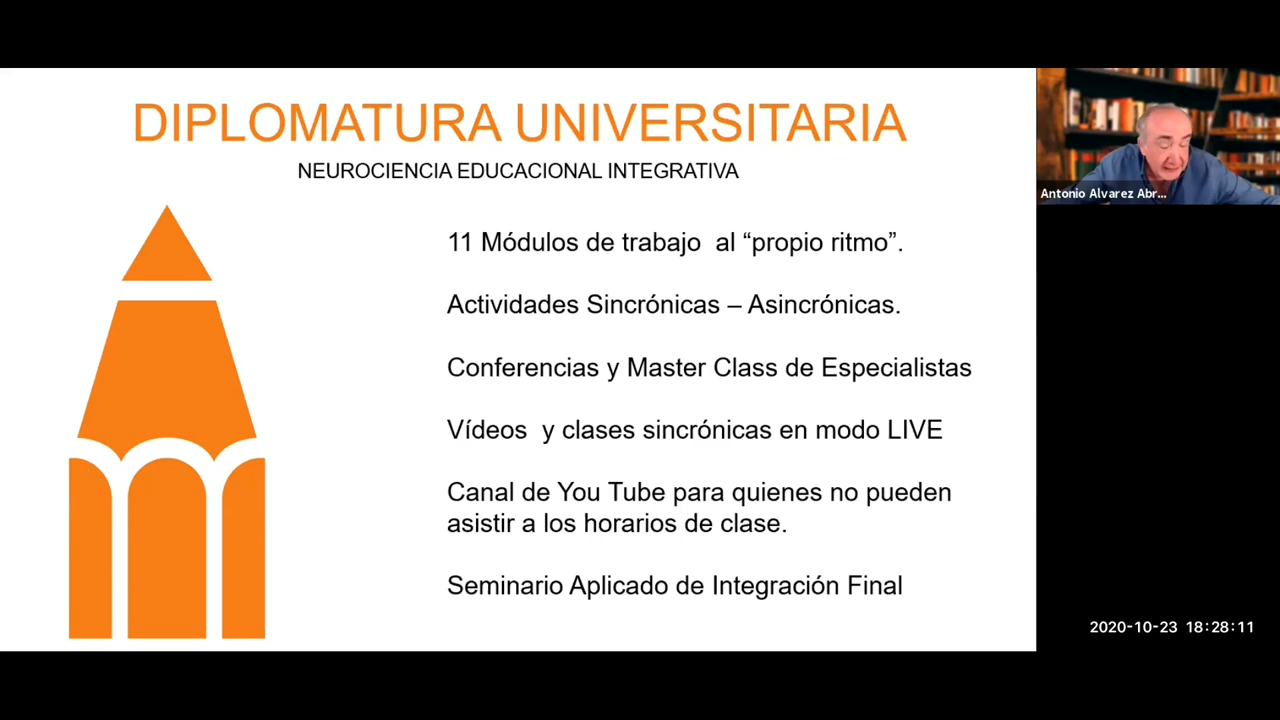 DIPLOMATURA UNIVERSITARIA
NEUROCIENCIA EDUCACIONAL INTEGRATIVA
11 Módulos de trabajo  al “propio ritmo”.
Actividades Sincrónicas – Asincrónicas.
Conferencias y Master Class de Especialistas
Vídeos  y clases sincrónicas en modo LIVE
Canal de You Tube para quienes no pueden
asistir a los horarios de clase.
Seminario Aplicado de Integración Final
Antonio Alvarez Abr...
2020-10-23 18:28:11